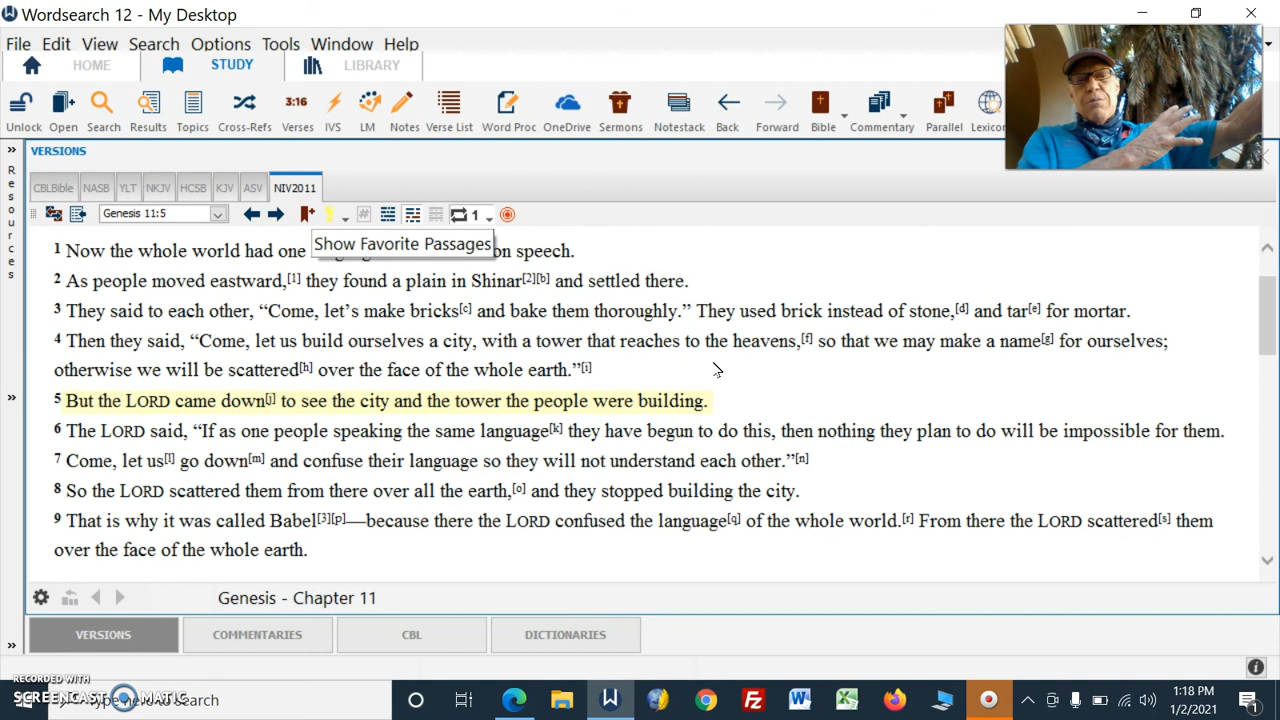 Wordsearch 12 - My Desktop
File Edit View Search Options Tools Window Help
HOME STUDY LIBRARY
3:16
Unlock Open Search Results Topics Cross-Refs Verses IVS LM Notes Verse List Word Proc OneDrive Sermons Notestack Back Forward Bible Commentary Parallel Lexicon
VERSIONS
Resources
CBLBible NASB YLT NKJV HCSB KJV ASV NIV2011
Genesis 11:5 # 1
Show Favorite Passages
1 Now the whole world had one on speech.
2 As people moved eastward,[1] they found a plain in Shinar[2][b] and settled there.
3 They said to each other, “Come, let’s make bricks[c] and bake them thoroughly.” They used brick instead of stone,[d] and tar[e] for mortar.
4 Then they said, “Come, let us build ourselves a city, with a tower that reaches to the heavens,[f] so that we may make a name[g] for ourselves;
otherwise we will be scattered[h] over the face of the whole earth.”[i]
5 But the LORD came down[j] to see the city and the tower the people were building.
6 The LORD said, “If as one people speaking the same language[k] they have begun to do this, then nothing they plan to do will be impossible for them.
7 Come, let us[l] go down[m] and confuse their language so they will not understand each other.”[n]
8 So the LORD scattered them from there over all the earth,[o] and they stopped building the city.
9 That is why it was called Babel[3][p]—because there the LORD confused the language[q] of the whole world.[r] From there the LORD scattered[s] them
over the face of the whole earth.
Genesis - Chapter 11
VERSIONS COMMENTARIES CBL DICTIONARIES
RECORDED WITH
SCREENCAST MATIC
Type here to search
1:18 PM
1/2/2021
1